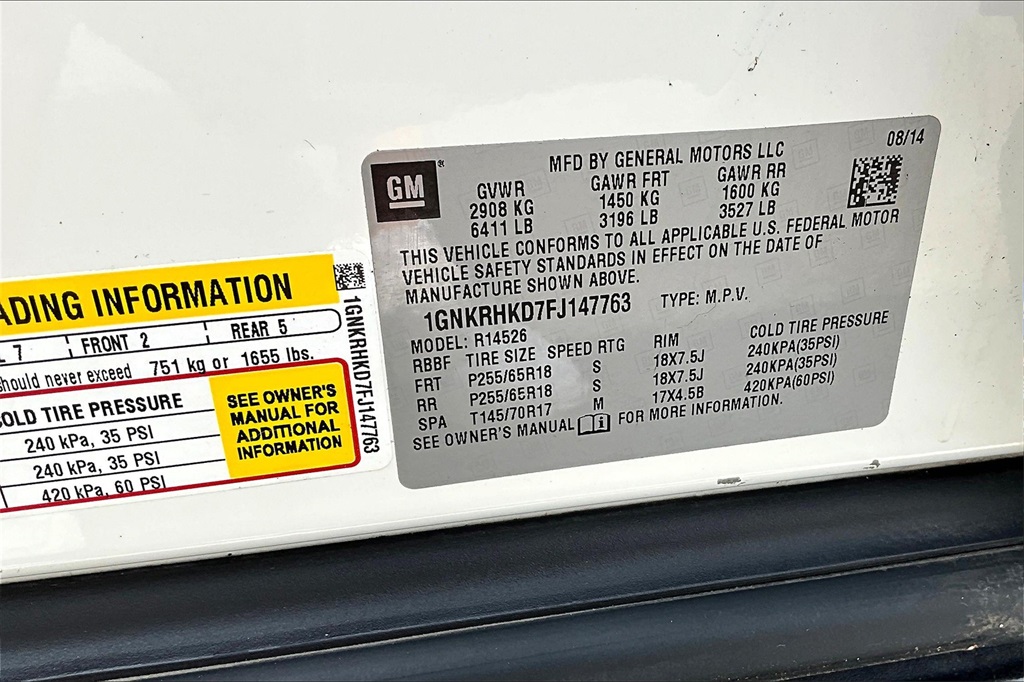 GM
®
MFD BY GENERAL MOTORS LLC
08/14
GVWR GAWR FRT GAWR RR
2908 KG 1450 KG 1600 KG
6411 LB 3196 LB 3527 LB
THIS VEHICLE CONFORMS TO ALL APPLICABLE U.S. FEDERAL MOTOR
VEHICLE SAFETY STANDARDS IN EFFECT ON THE DATE OF
MANUFACTURE SHOWN ABOVE.
1GNKRHKD7FJ147763 TYPE: M.P.V.
MODEL: R14526
RBBF TIRE SIZE SPEED RTG RIM COLD TIRE PRESSURE
FRT P255/65R18 S 18X7.5J 240KPA(35PSI)
RR P255/65R18 S 18X7.5J 240KPA(35PSI)
SPA T145/70R17 M 17X4.5B 420KPA(60PSI)
SEE OWNER'S MANUAL FOR MORE INFORMATION.
ADING INFORMATION
L 7 FRONT 2 REAR 5
should never exceed 751 kg or 1655 lbs.
COLD TIRE PRESSURE
240 kPa, 35 PSI
240 kPa, 35 PSI
420 kPa, 60 PSI
SEE OWNER'S
MANUAL FOR
ADDITIONAL
INFORMATION
1GNKRHKD7FJ147763